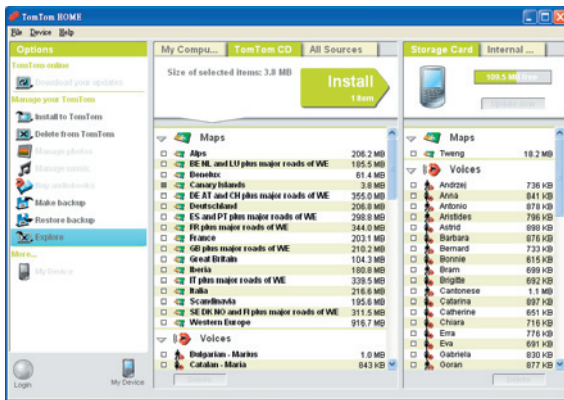 TomTom HOME
File Device Help
Options
TomTom online
Download your updates
Manage your TomTom
Install to TomTom
Delete from TomTom
Manage photos
Manage music
Buy audiobooks
Make backup
Restore backup
Explore
More...
My Device
Login
My Device
My Compu...
TomTom CD
All Sources
Size of selected items: 3.8 MB
Install
1 item
Maps
Alps 206.2 MB
BE NL and LU plus major roads of WE 185.5 MB
Benelux 61.4 MB
Canary Islands 3.8 MB
DE AT and CH plus major roads of WE 355.0 MB
Deutschland 206.8 MB
ES and PT plus major roads of WE 298.8 MB
FR plus major roads of WE 344.0 MB
France 203.1 MB
GB plus major roads of WE 210.2 MB
Great Britain 104.3 MB
Iberia 180.8 MB
IT plus major roads of WE 339.5 MB
Italia 216.6 MB
Scandinavia 195.6 MB
SE DK NO and FI plus major roads of WE 311.5 MB
Western Europe 916.7 MB
Voices
Bulgarian - Marius 1.0 MB
Catalan - Maria 843 KB
Delete
Storage Card
Internal ...
109.5 MB free
Update now
Maps
Tweng 18.2 MB
Voices
Andrzej 736 KB
Anna 841 KB
Antonio 878 KB
Aristides 796 KB
Astrid 898 KB
Barbara 876 KB
Bernard 733 KB
Bonnie 615 KB
Bram 699 KB
Brigitte 692 KB
Cantonese 1.1 MB
Catarina 897 KB
Catherine 651 KB
Chiara 716 KB
Erra 776 KB
Eva 691 KB
Gabriela 830 KB
Goran 877 KB
Delete